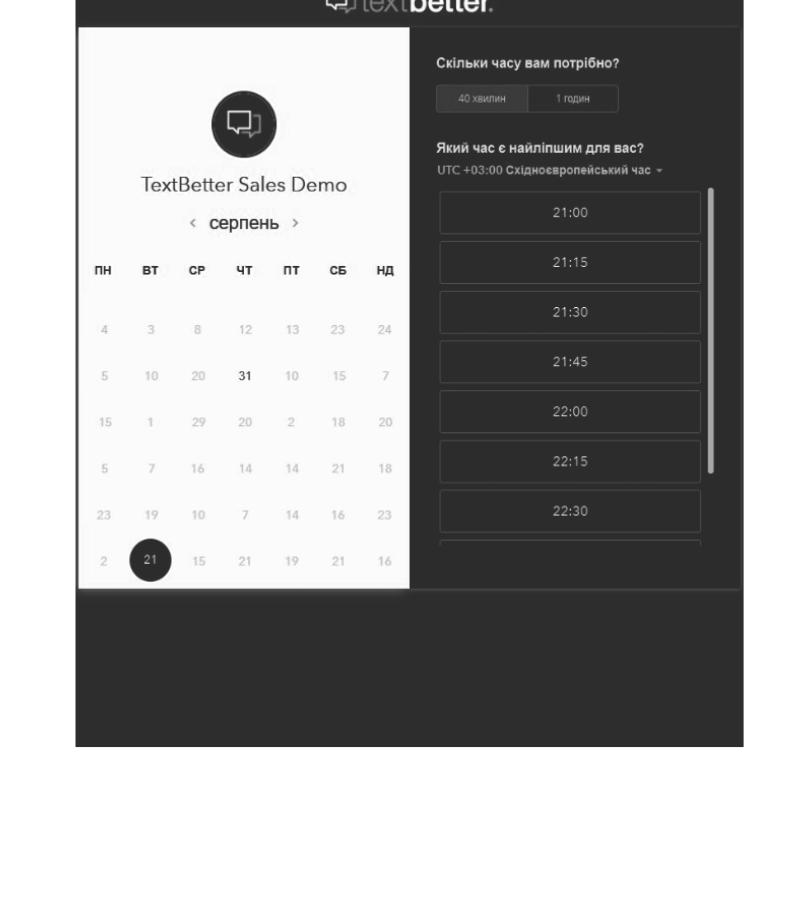 textbetter.
TextBetter Sales Demo
< серпень >
ПН ВТ СР ЧТ ПТ СБ НД
4 3 8 12 13 23 24
5 10 20 31 10 15 7
15 1 29 20 2 18 20
5 7 16 14 14 21 18
23 19 10 7 14 16 23
2 21 15 21 19 21 16
Скільки часу вам потрібно?
40 хвилин 1 годин
Який час є найліпшим для вас?
UTC +03:00 Східноєвропейський час
21:00
21:15
21:30
21:45
22:00
22:15
22:30